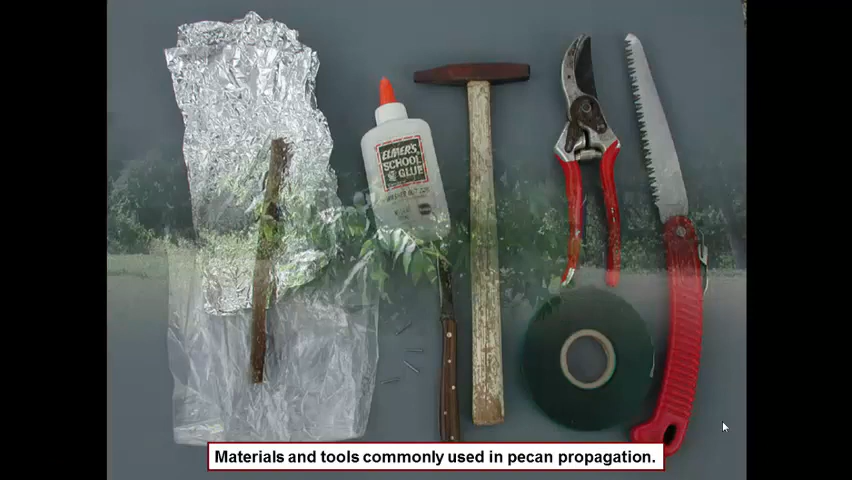 ELMER'S
SCHOOL
GLUE
Materials and tools commonly used in pecan propagation.